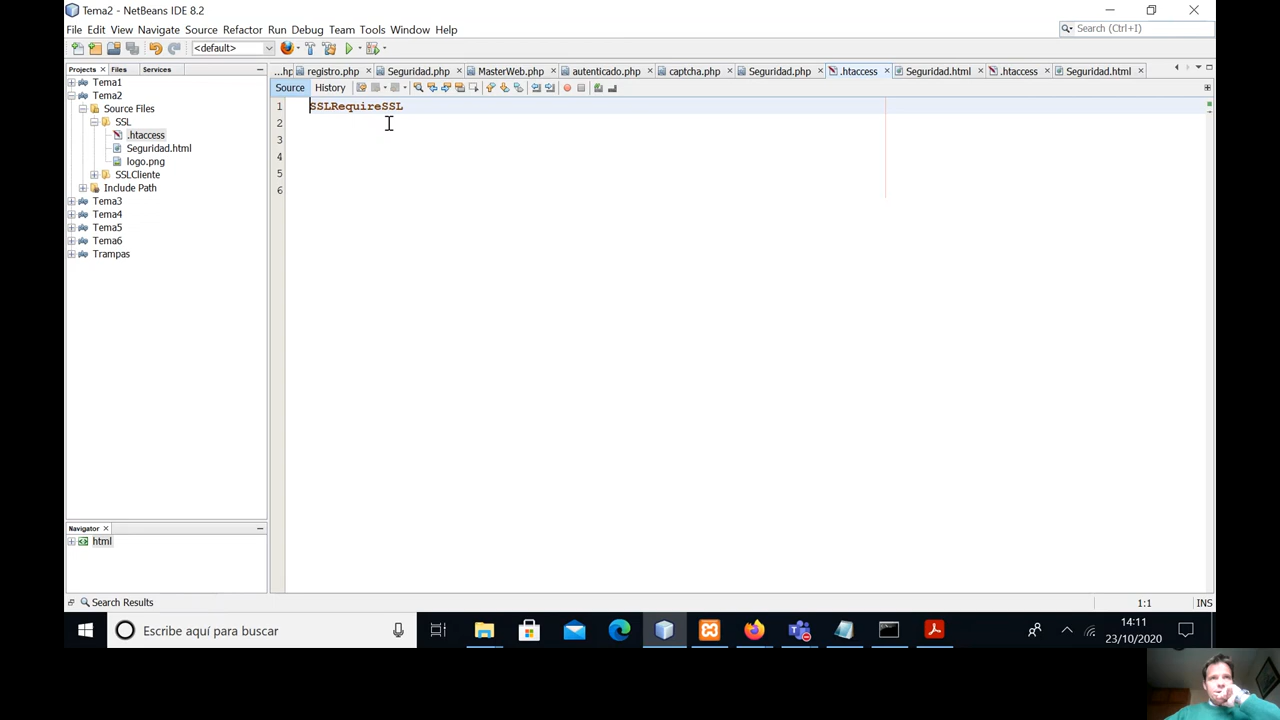 Tema2 - NetBeans IDE 8.2
File Edit View Navigate Source Refactor Run Debug Team Tools Window Help
Search (Ctrl+I)
<default>
Projects Files Services
...hp registro.php Seguridad.php MasterWeb.php autenticado.php captcha.php Seguridad.php .htaccess Seguridad.html .htaccess Seguridad.html
Source History
Tema1
Tema2
Source Files
SSL
.htaccess
Seguridad.html
logo.png
SSLCliente
Include Path
Tema3
Tema4
Tema5
Tema6
Trampas
1 SSLRequireSSL
2
3
4
5
6
Navigator
html
Search Results
1:1 INS
Escribe aquí para buscar
14:11
23/10/2020